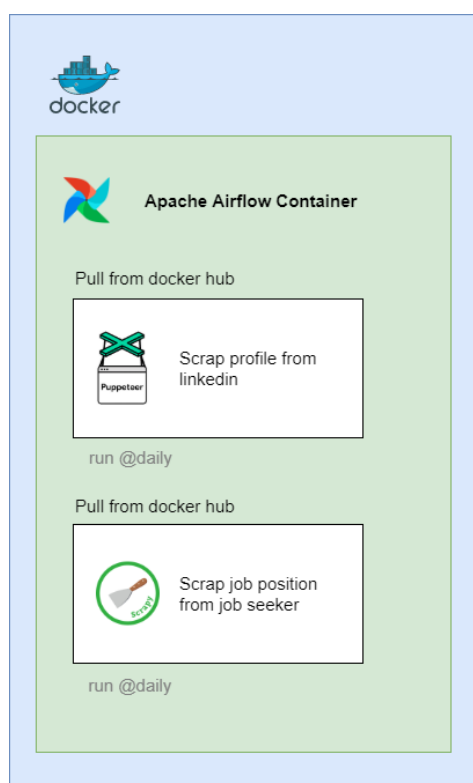 docker
Apache Airflow Container
Pull from docker hub
Puppeteer
Scrap profile from
linkedin
run @daily
Pull from docker hub
Scrapy
Scrap job position
from job seeker
run @daily